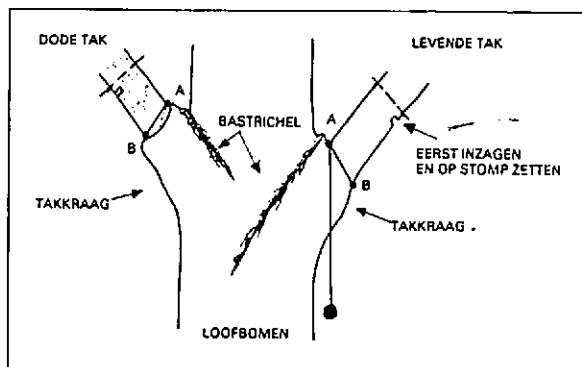 DODE TAK
LEVENDE TAK
A
A
BASTRICHEL
B
B
EERST INZAGEN
EN OP STOMP ZETTEN
TAKKRAAG
TAKKRAAG
LOOFBOMEN